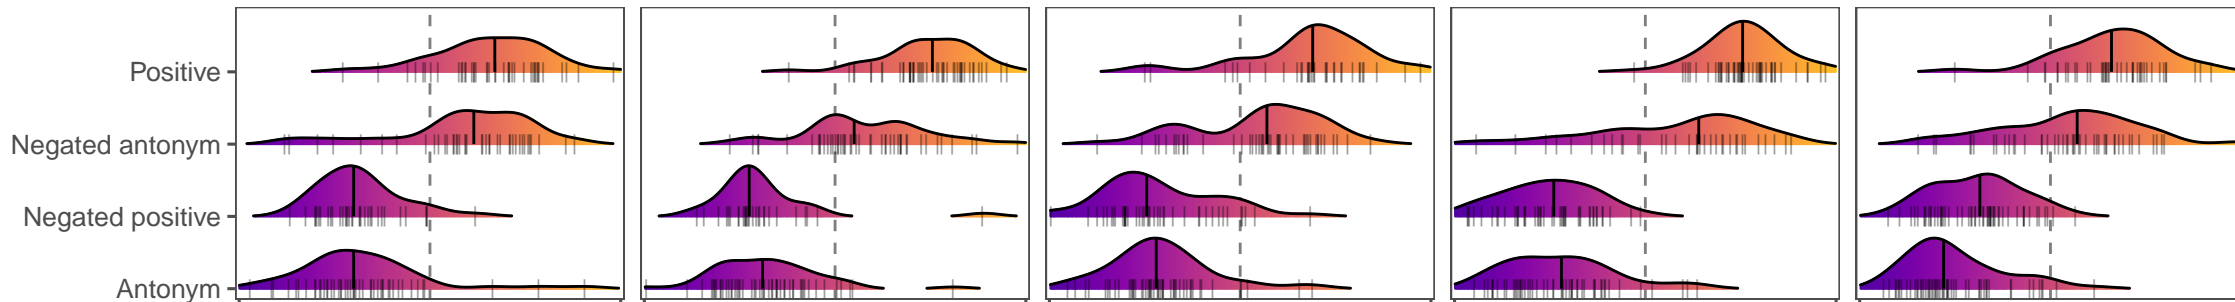 Positive
Negated antonym
Negated positive
Antonym